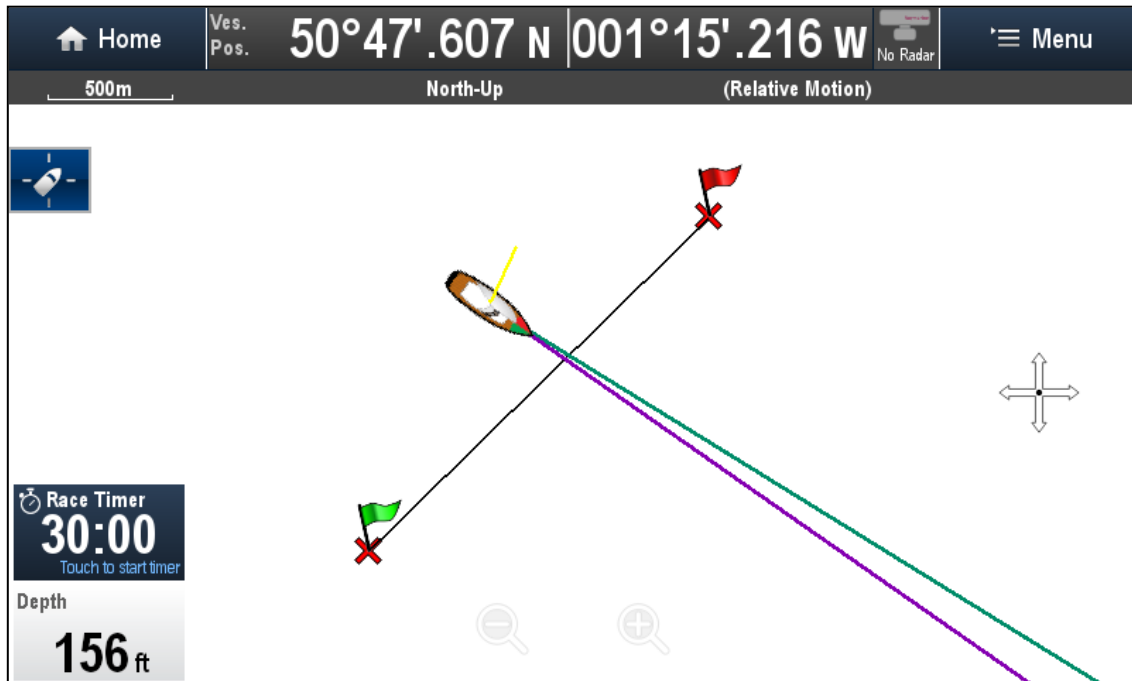 Home
Ves.
Pos.
50°47'.607 N
001°15'.216 W
No Radar
Menu
500m
North-Up
(Relative Motion)
Race Timer
30:00
Touch to start timer
Depth
156 ft